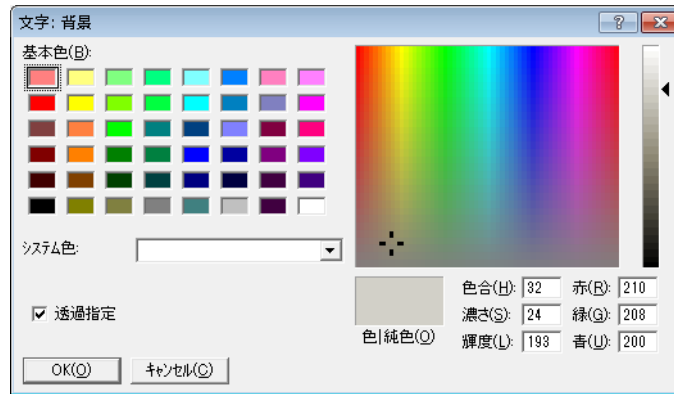 文字: 背景
基本色(B):
システム色:
透過指定
色|純色(O)
色合(H): 32
濃さ(S): 24
輝度(L): 193
赤(R): 210
緑(G): 208
青(U): 200
OK(O)
キャンセル(C)